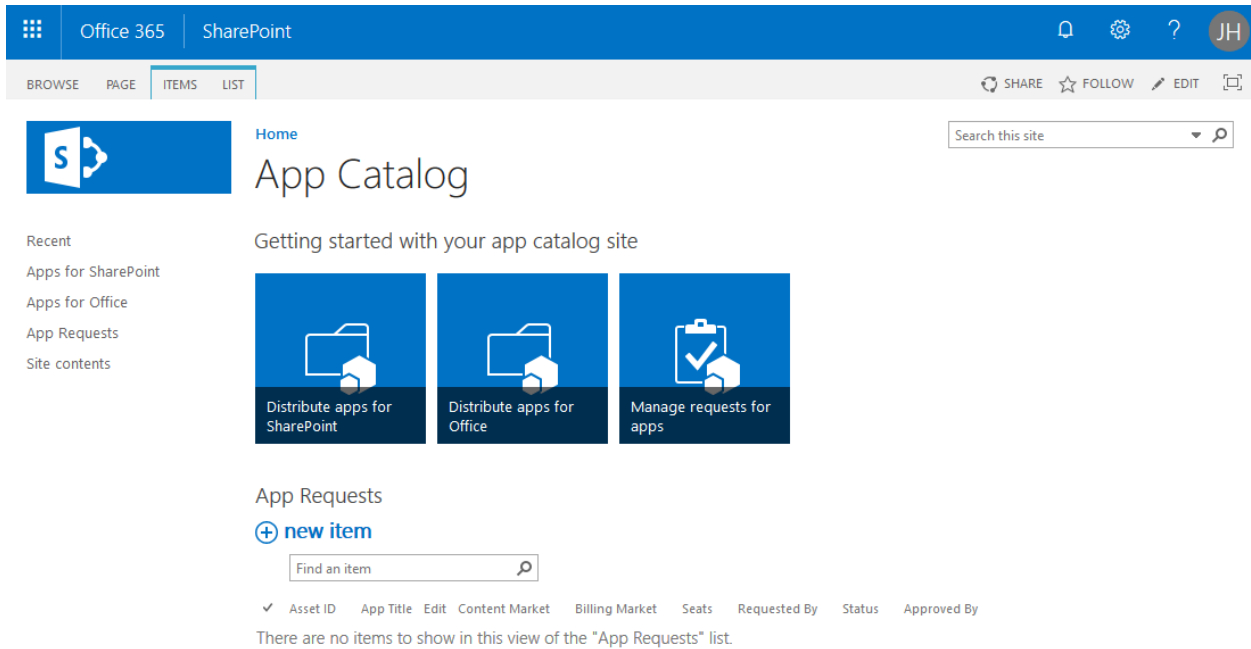 Office 365 SharePoint JH
BROWSE PAGE ITEMS LIST SHARE FOLLOW EDIT
S
Home
Search this site
App Catalog
Recent
Apps for SharePoint
Apps for Office
App Requests
Site contents
Getting started with your app catalog site
Distribute apps for
SharePoint
Distribute apps for
Office
Manage requests for
apps
App Requests
new item
Find an item
Asset ID App Title Edit Content Market Billing Market Seats Requested By Status Approved By
There are no items to show in this view of the "App Requests" list.